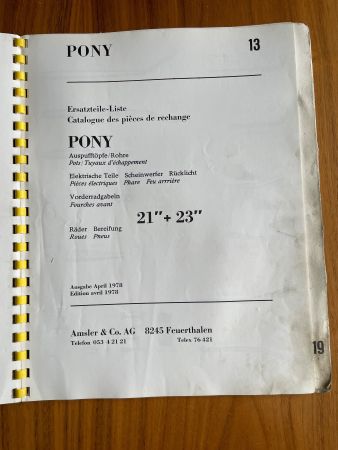 PONY 13
Ersatzteile-Liste
Catalogue des pièces de rechange
PONY
Auspufftöpfe/Rohre
Pots/Tuyaux d'échappement
Elektrische Teile Scheinwerfer Rücklicht
Pièces électriques Phare Feu arrrière
Vorderradgabeln
Fourches avant
21"+ 23"
Räder Bereifung
Roues Pneus
Ausgabe April 1978
Edition avril 1978
Amsler & Co. AG 8245 Feuerthalen
Telefon 053 4 21 21 Telex 76 421
19